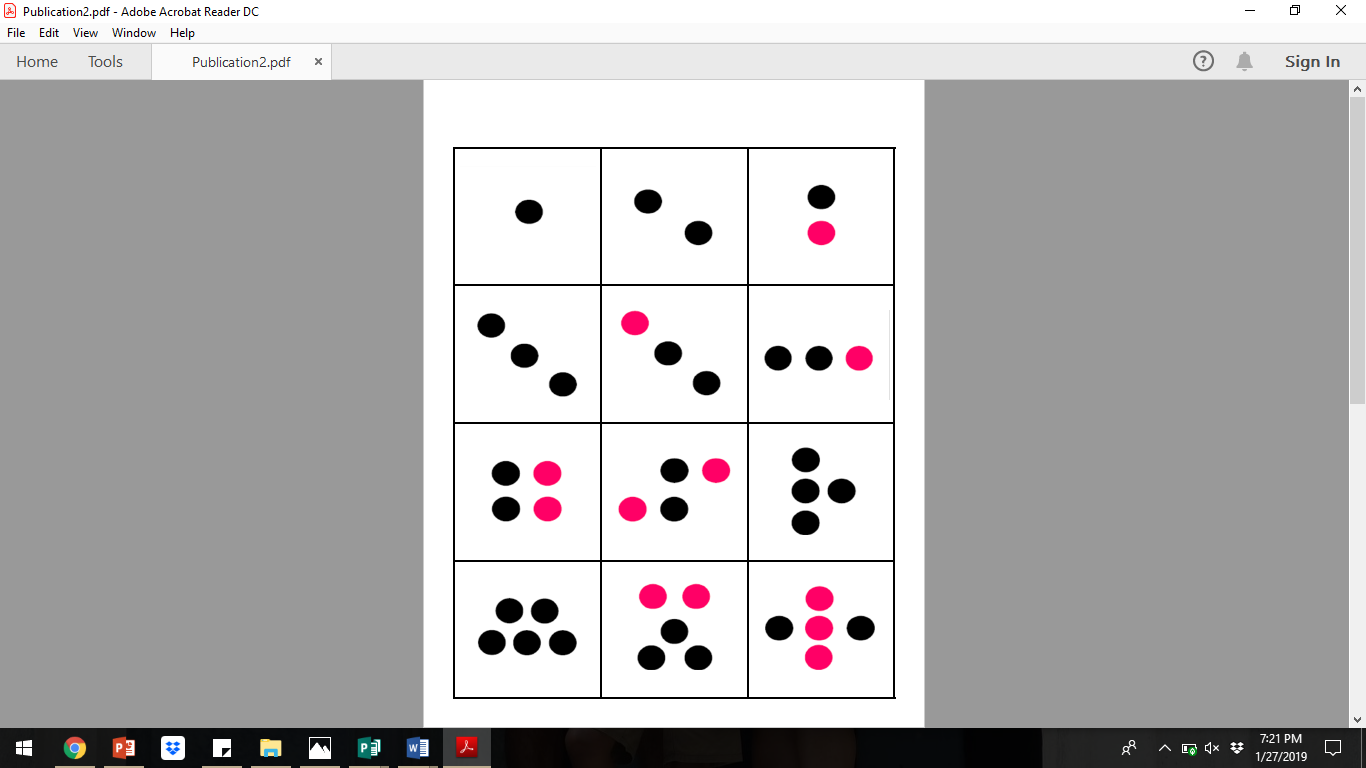 Publication2.pdf - Adobe Acrobat Reader DC
File Edit View Window Help
Home Tools Publication2.pdf × ? Sign In
7:21 PM
1/27/2019